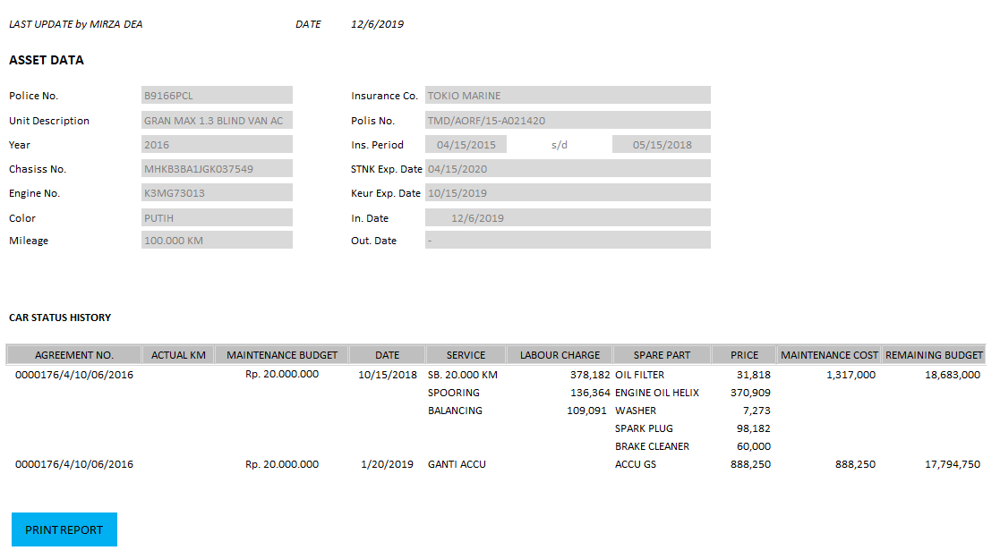 LAST UPDATE by MIRZA DEA DATE 12/6/2019
ASSET DATA
Police No. B9166PCL Insurance Co. TOKIO MARINE
Unit Description GRAN MAX 1.3 BLIND VAN AC Polis No. TMD/AORF/15-A021420
Year 2016 Ins. Period 04/15/2015 s/d 05/15/2018
Chasiss No. MHKB3BA1JGK037549 STNK Exp. Date 04/15/2020
Engine No. K3MG73013 Keur Exp. Date 10/15/2019
Color PUTIH In. Date 12/6/2019
Mileage 100.000 KM Out. Date -
CAR STATUS HISTORY
AGREEMENT NO. ACTUAL KM MAINTENANCE BUDGET DATE SERVICE LABOUR CHARGE SPARE PART PRICE MAINTENANCE COST REMAINING BUDGET
0000176/4/10/06/2016 Rp. 20.000.000 10/15/2018 SB. 20.000 KM 378,182 OIL FILTER 31,818 1,317,000 18,683,000
SPOORING 136,364 ENGINE OIL HELIX 370,909
BALANCING 109,091 WASHER 7,273
SPARK PLUG 98,182
BRAKE CLEANER 60,000
0000176/4/10/06/2016 Rp. 20.000.000 1/20/2019 GANTI ACCU ACCU GS 888,250 888,250 17,794,750
PRINT REPORT